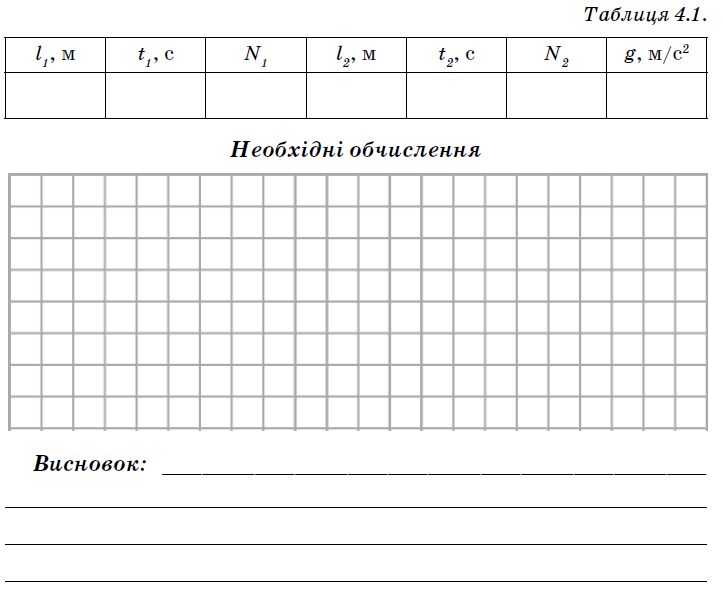 Таблиця 4.1.
l₁, м t₁, с N₁ l₂, м t₂, с N₂ g, м/с²
Необхідні обчислення
Висновок: